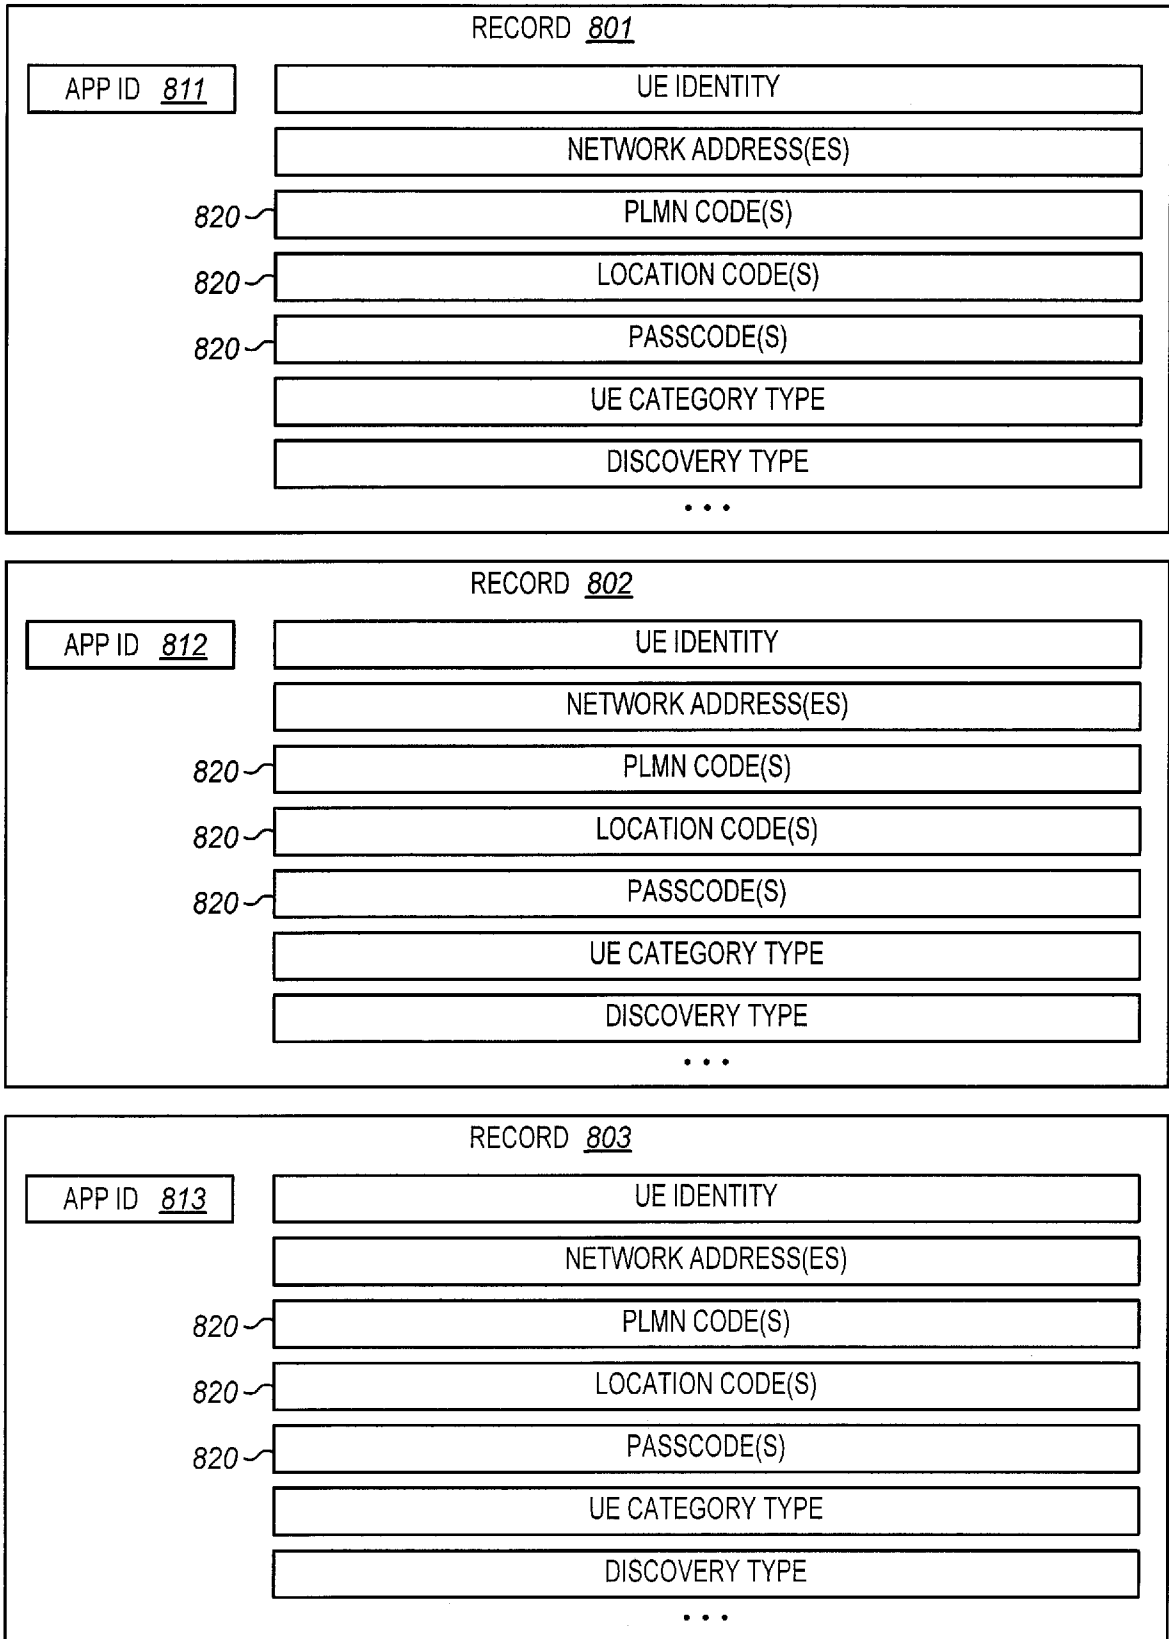 RECORD 801
APP ID 811 UE IDENTITY
NETWORK ADDRESS(ES)
820 PLMN CODE(S)
820 LOCATION CODE(S)
820 PASSCODE(S)
UE CATEGORY TYPE
DISCOVERY TYPE
...
RECORD 802
APP ID 812 UE IDENTITY
NETWORK ADDRESS(ES)
820 PLMN CODE(S)
820 LOCATION CODE(S)
820 PASSCODE(S)
UE CATEGORY TYPE
DISCOVERY TYPE
...
RECORD 803
APP ID 813 UE IDENTITY
NETWORK ADDRESS(ES)
820 PLMN CODE(S)
820 LOCATION CODE(S)
820 PASSCODE(S)
UE CATEGORY TYPE
DISCOVERY TYPE
...